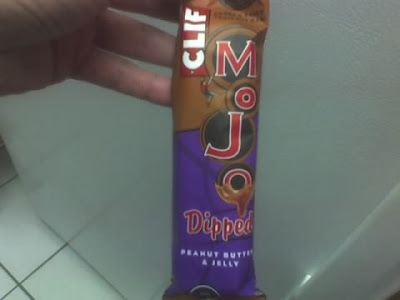 CLIF
MOJO
Dipped
PEANUT BUTTER
& JELLY